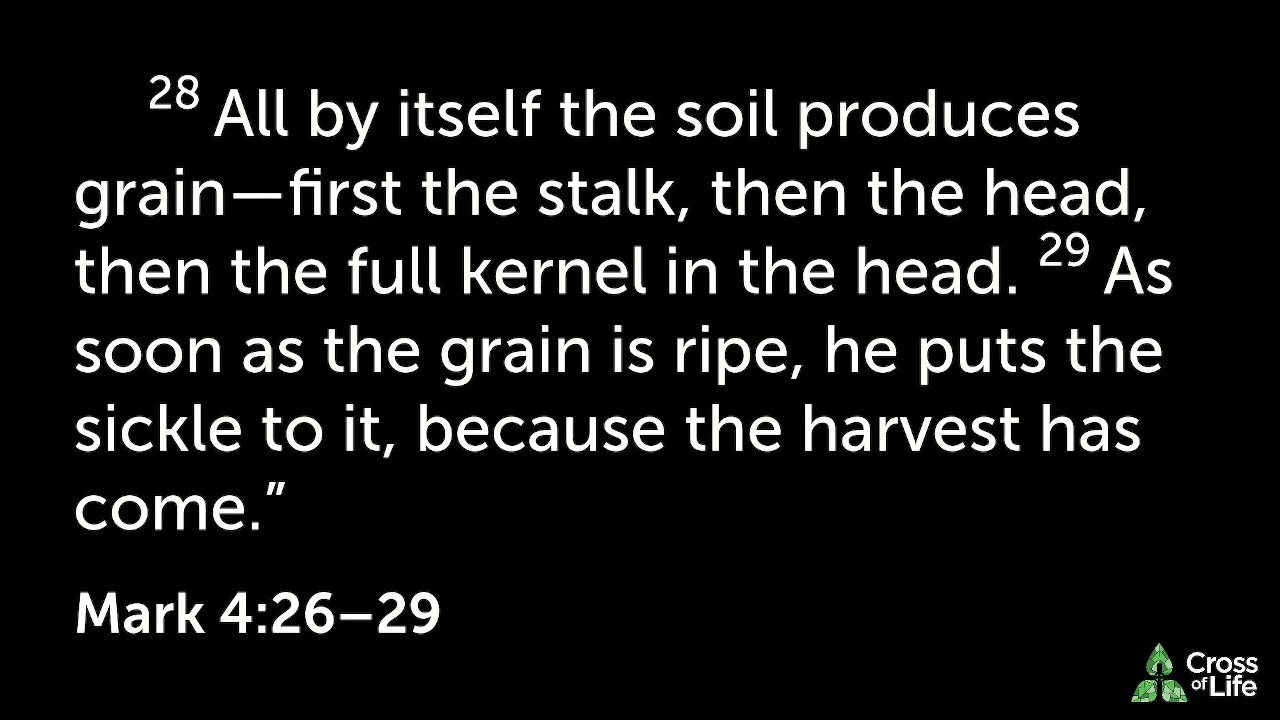 28 All by itself the soil produces
grain—first the stalk, then the head,
then the full kernel in the head. 29 As
soon as the grain is ripe, he puts the
sickle to it, because the harvest has
come.”
Mark 4:26–29
Cross
of Life